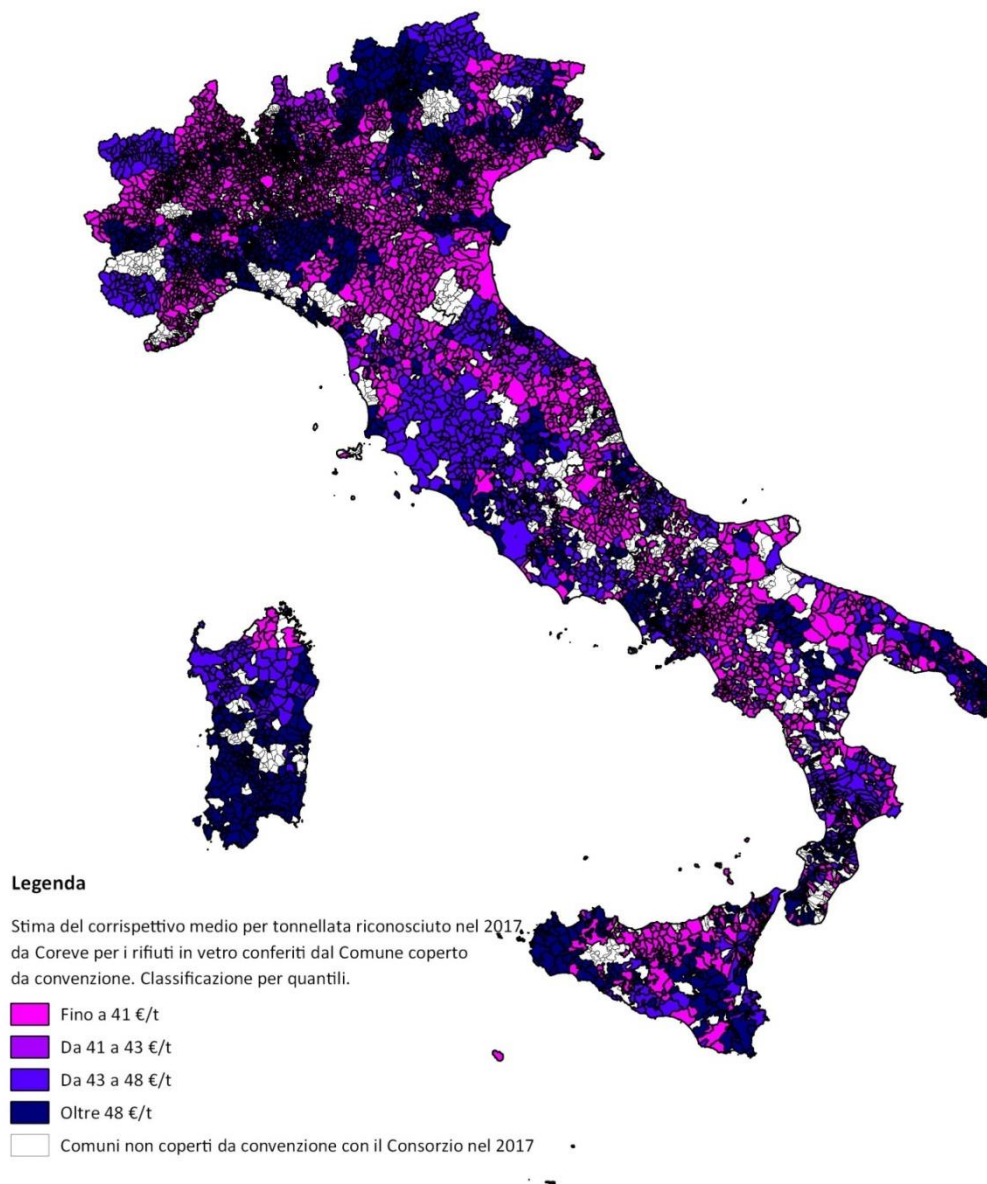 Legenda
Stima del corrispettivo medio per tonnellata riconosciuto nel 2017
da Coreve per i rifiuti in vetro conferiti dal Comune coperto
da convenzione. Classificazione per quantili.
Fino a 41 €/t
Da 41 a 43 €/t
Da 43 a 48 €/t
Oltre 48 €/t
Comuni non coperti da convenzione con il Consorzio nel 2017